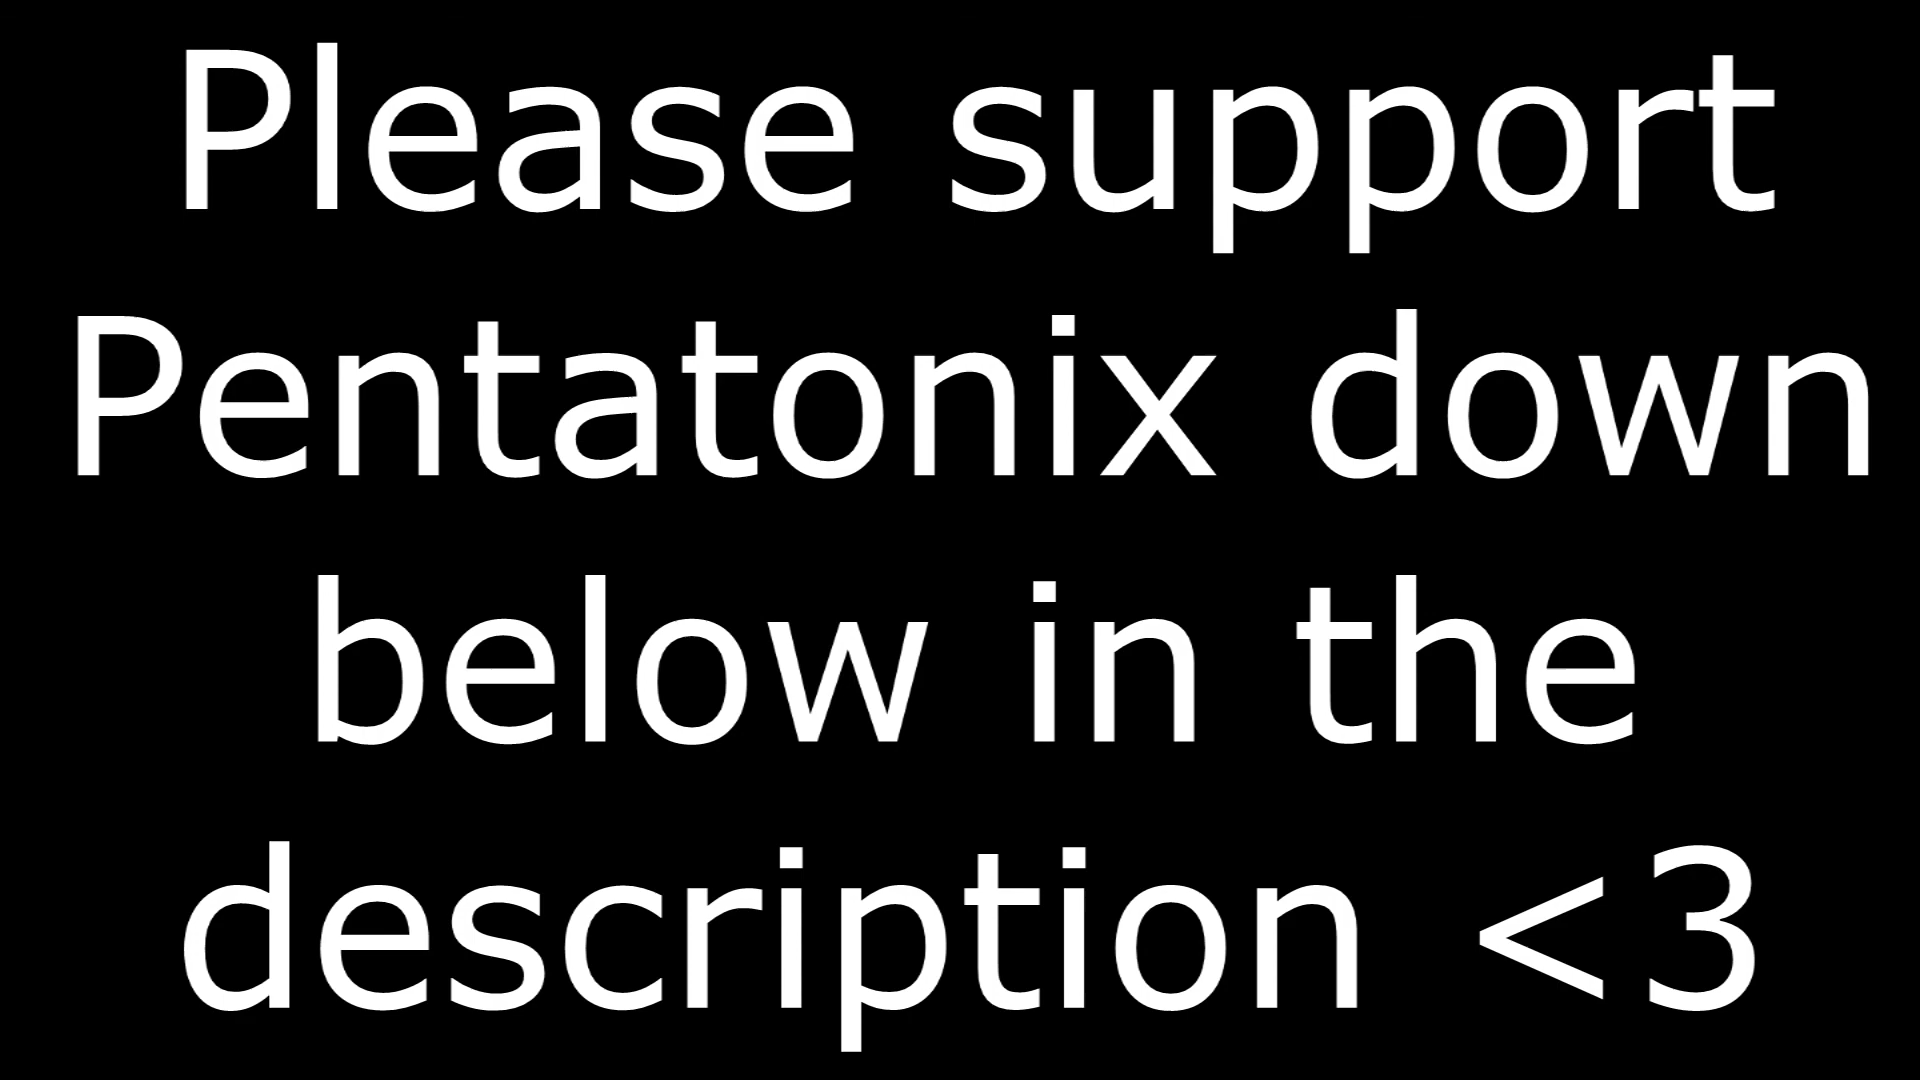 Please support
Pentatonix down
below in the
description <3